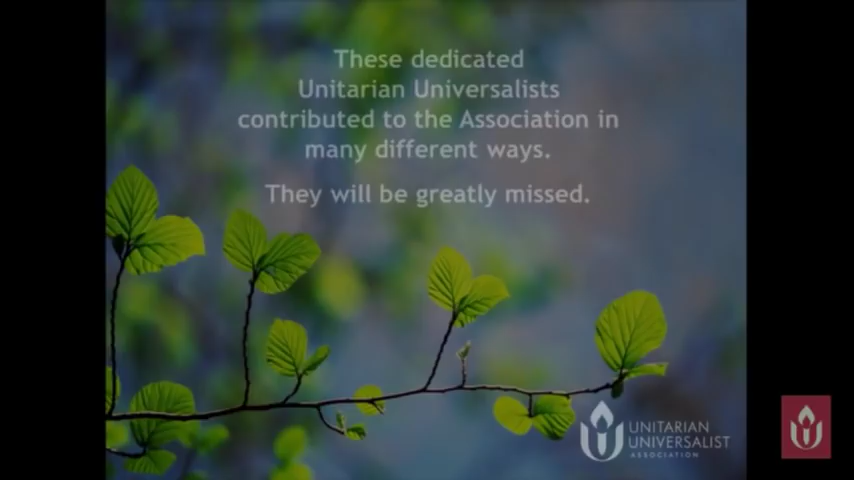 These dedicated
Unitarian Universalists
contributed to the Association in
many different ways.
They will be greatly missed.
UNITARIAN
UNIVERSALIST
ASSOCIATION